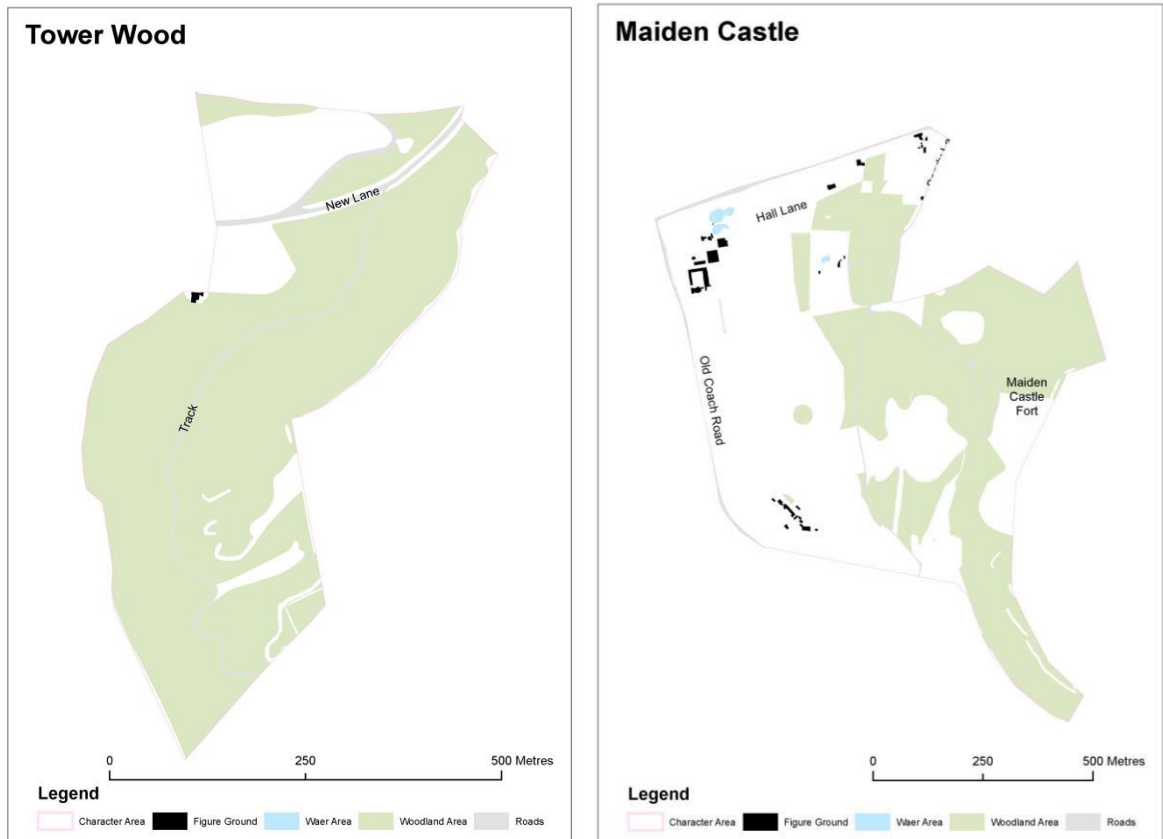 Tower Wood
New Lane
Track
0 250 500 Metres
Legend
Character Area Figure Ground Waer Area Woodland Area Roads
Maiden Castle
Hall Lane
Old Coach Road
Maiden
Castle
Fort
0 250 500 Metres
Legend
Character Area Figure Ground Waer Area Woodland Area Roads